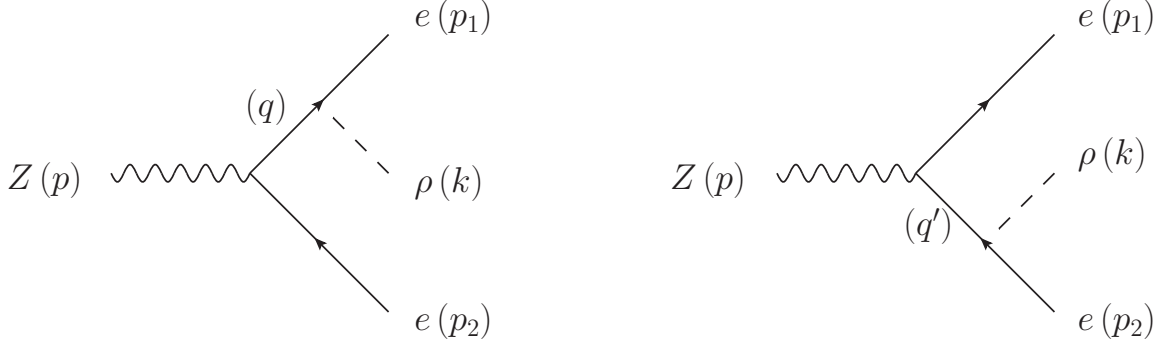 e (p₁)
(q)
Z (p)
ρ (k)
e (p₂)
e (p₁)
Z (p)
ρ (k)
(q′)
e (p₂)